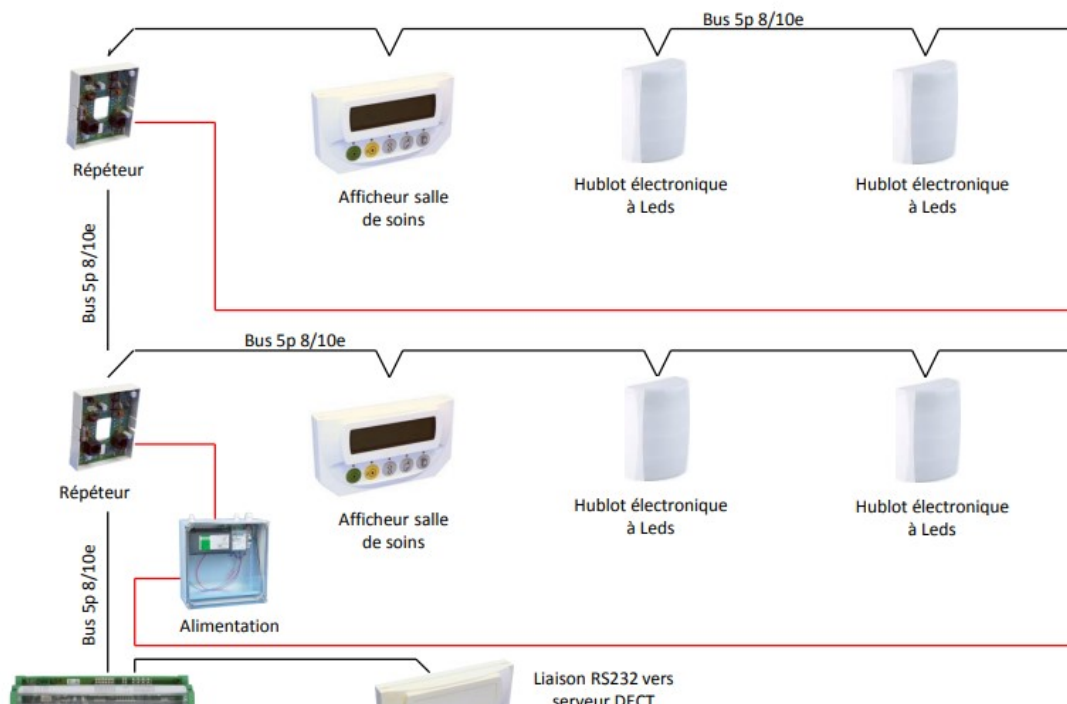 Bus 5p 8/10e
Répéteur
Afficheur salle
de soins
Hublot électronique
à Leds
Hublot électronique
à Leds
Bus 5p 8/10e
Bus 5p 8/10e
Répéteur
Afficheur salle
de soins
Hublot électronique
à Leds
Hublot électronique
à Leds
Bus 5p 8/10e
Alimentation
Liaison RS232 vers
serveur DECT